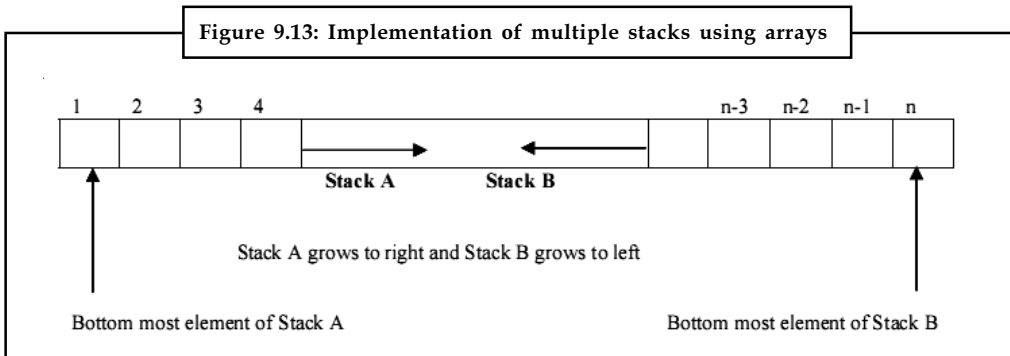 Figure 9.13: Implementation of multiple stacks using arrays
1 2 3 4 n-3 n-2 n-1 n
Stack A Stack B
Stack A grows to right and Stack B grows to left
Bottom most element of Stack A Bottom most element of Stack B